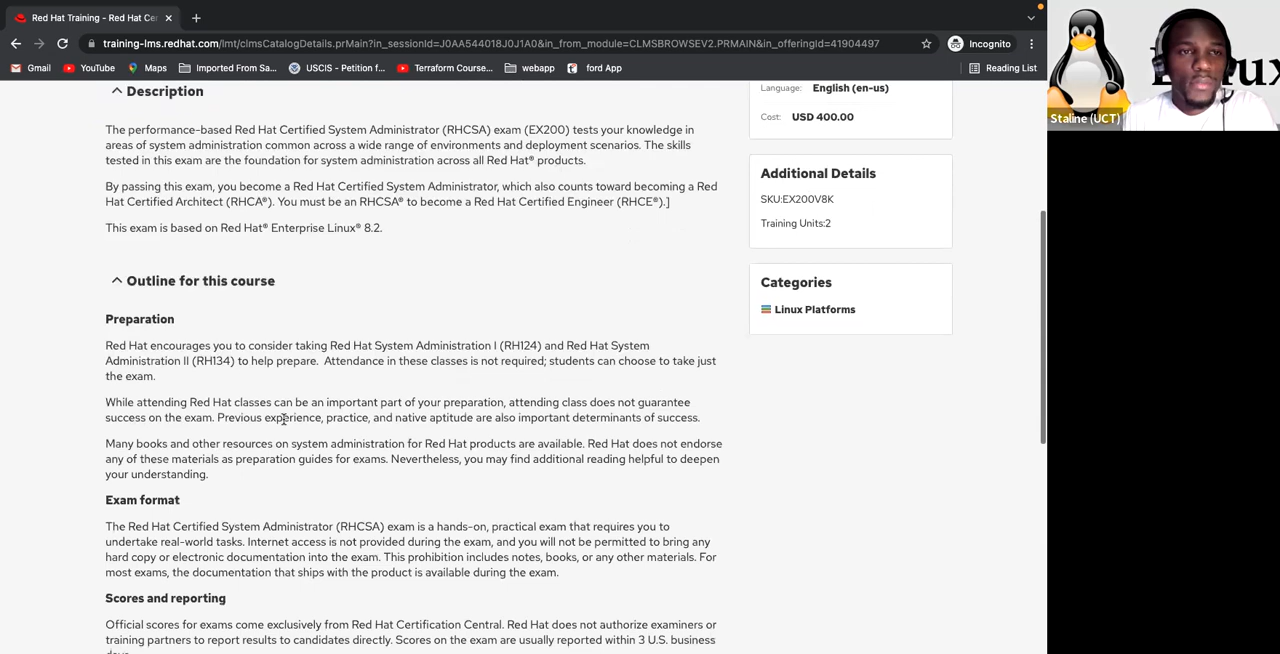 Red Hat Training - Red Hat Ce
training-lms.redhat.com/lmt/clmsCatalogDetails.prMain?in_sessionId=J0AA544018J0J1A0&in_from_module=CLMSBROWSEV2.PRMAIN&in_offeringId=41904497
Incognito
Gmail
YouTube
Maps
Imported From Sa...
USCIS - Petition f...
Terraform Course...
webapp
ford App
Reading List
Staline (UCT)
Description
The performance-based Red Hat Certified System Administrator (RHCSA) exam (EX200) tests your knowledge in
areas of system administration common across a wide range of environments and deployment scenarios. The skills
tested in this exam are the foundation for system administration across all Red Hat® products.
By passing this exam, you become a Red Hat Certified System Administrator, which also counts toward becoming a Red
Hat Certified Architect (RHCA®). You must be an RHCSA® to become a Red Hat Certified Engineer (RHCE®).]
This exam is based on Red Hat® Enterprise Linux® 8.2.
Outline for this course
Preparation
Red Hat encourages you to consider taking Red Hat System Administration I (RH124) and Red Hat System
Administration II (RH134) to help prepare.  Attendance in these classes is not required; students can choose to take just
the exam.
While attending Red Hat classes can be an important part of your preparation, attending class does not guarantee
success on the exam. Previous experience, practice, and native aptitude are also important determinants of success.
Many books and other resources on system administration for Red Hat products are available. Red Hat does not endorse
any of these materials as preparation guides for exams. Nevertheless, you may find additional reading helpful to deepen
your understanding.
Exam format
The Red Hat Certified System Administrator (RHCSA) exam is a hands-on, practical exam that requires you to
undertake real-world tasks. Internet access is not provided during the exam, and you will not be permitted to bring any
hard copy or electronic documentation into the exam. This prohibition includes notes, books, or any other materials. For
most exams, the documentation that ships with the product is available during the exam.
Scores and reporting
Official scores for exams come exclusively from Red Hat Certification Central. Red Hat does not authorize examiners or
training partners to report results to candidates directly. Scores on the exam are usually reported within 3 U.S. business
Language: English (en-us)
Cost: USD 400.00
Additional Details
SKU:EX200V8K
Training Units:2
Categories
Linux Platforms